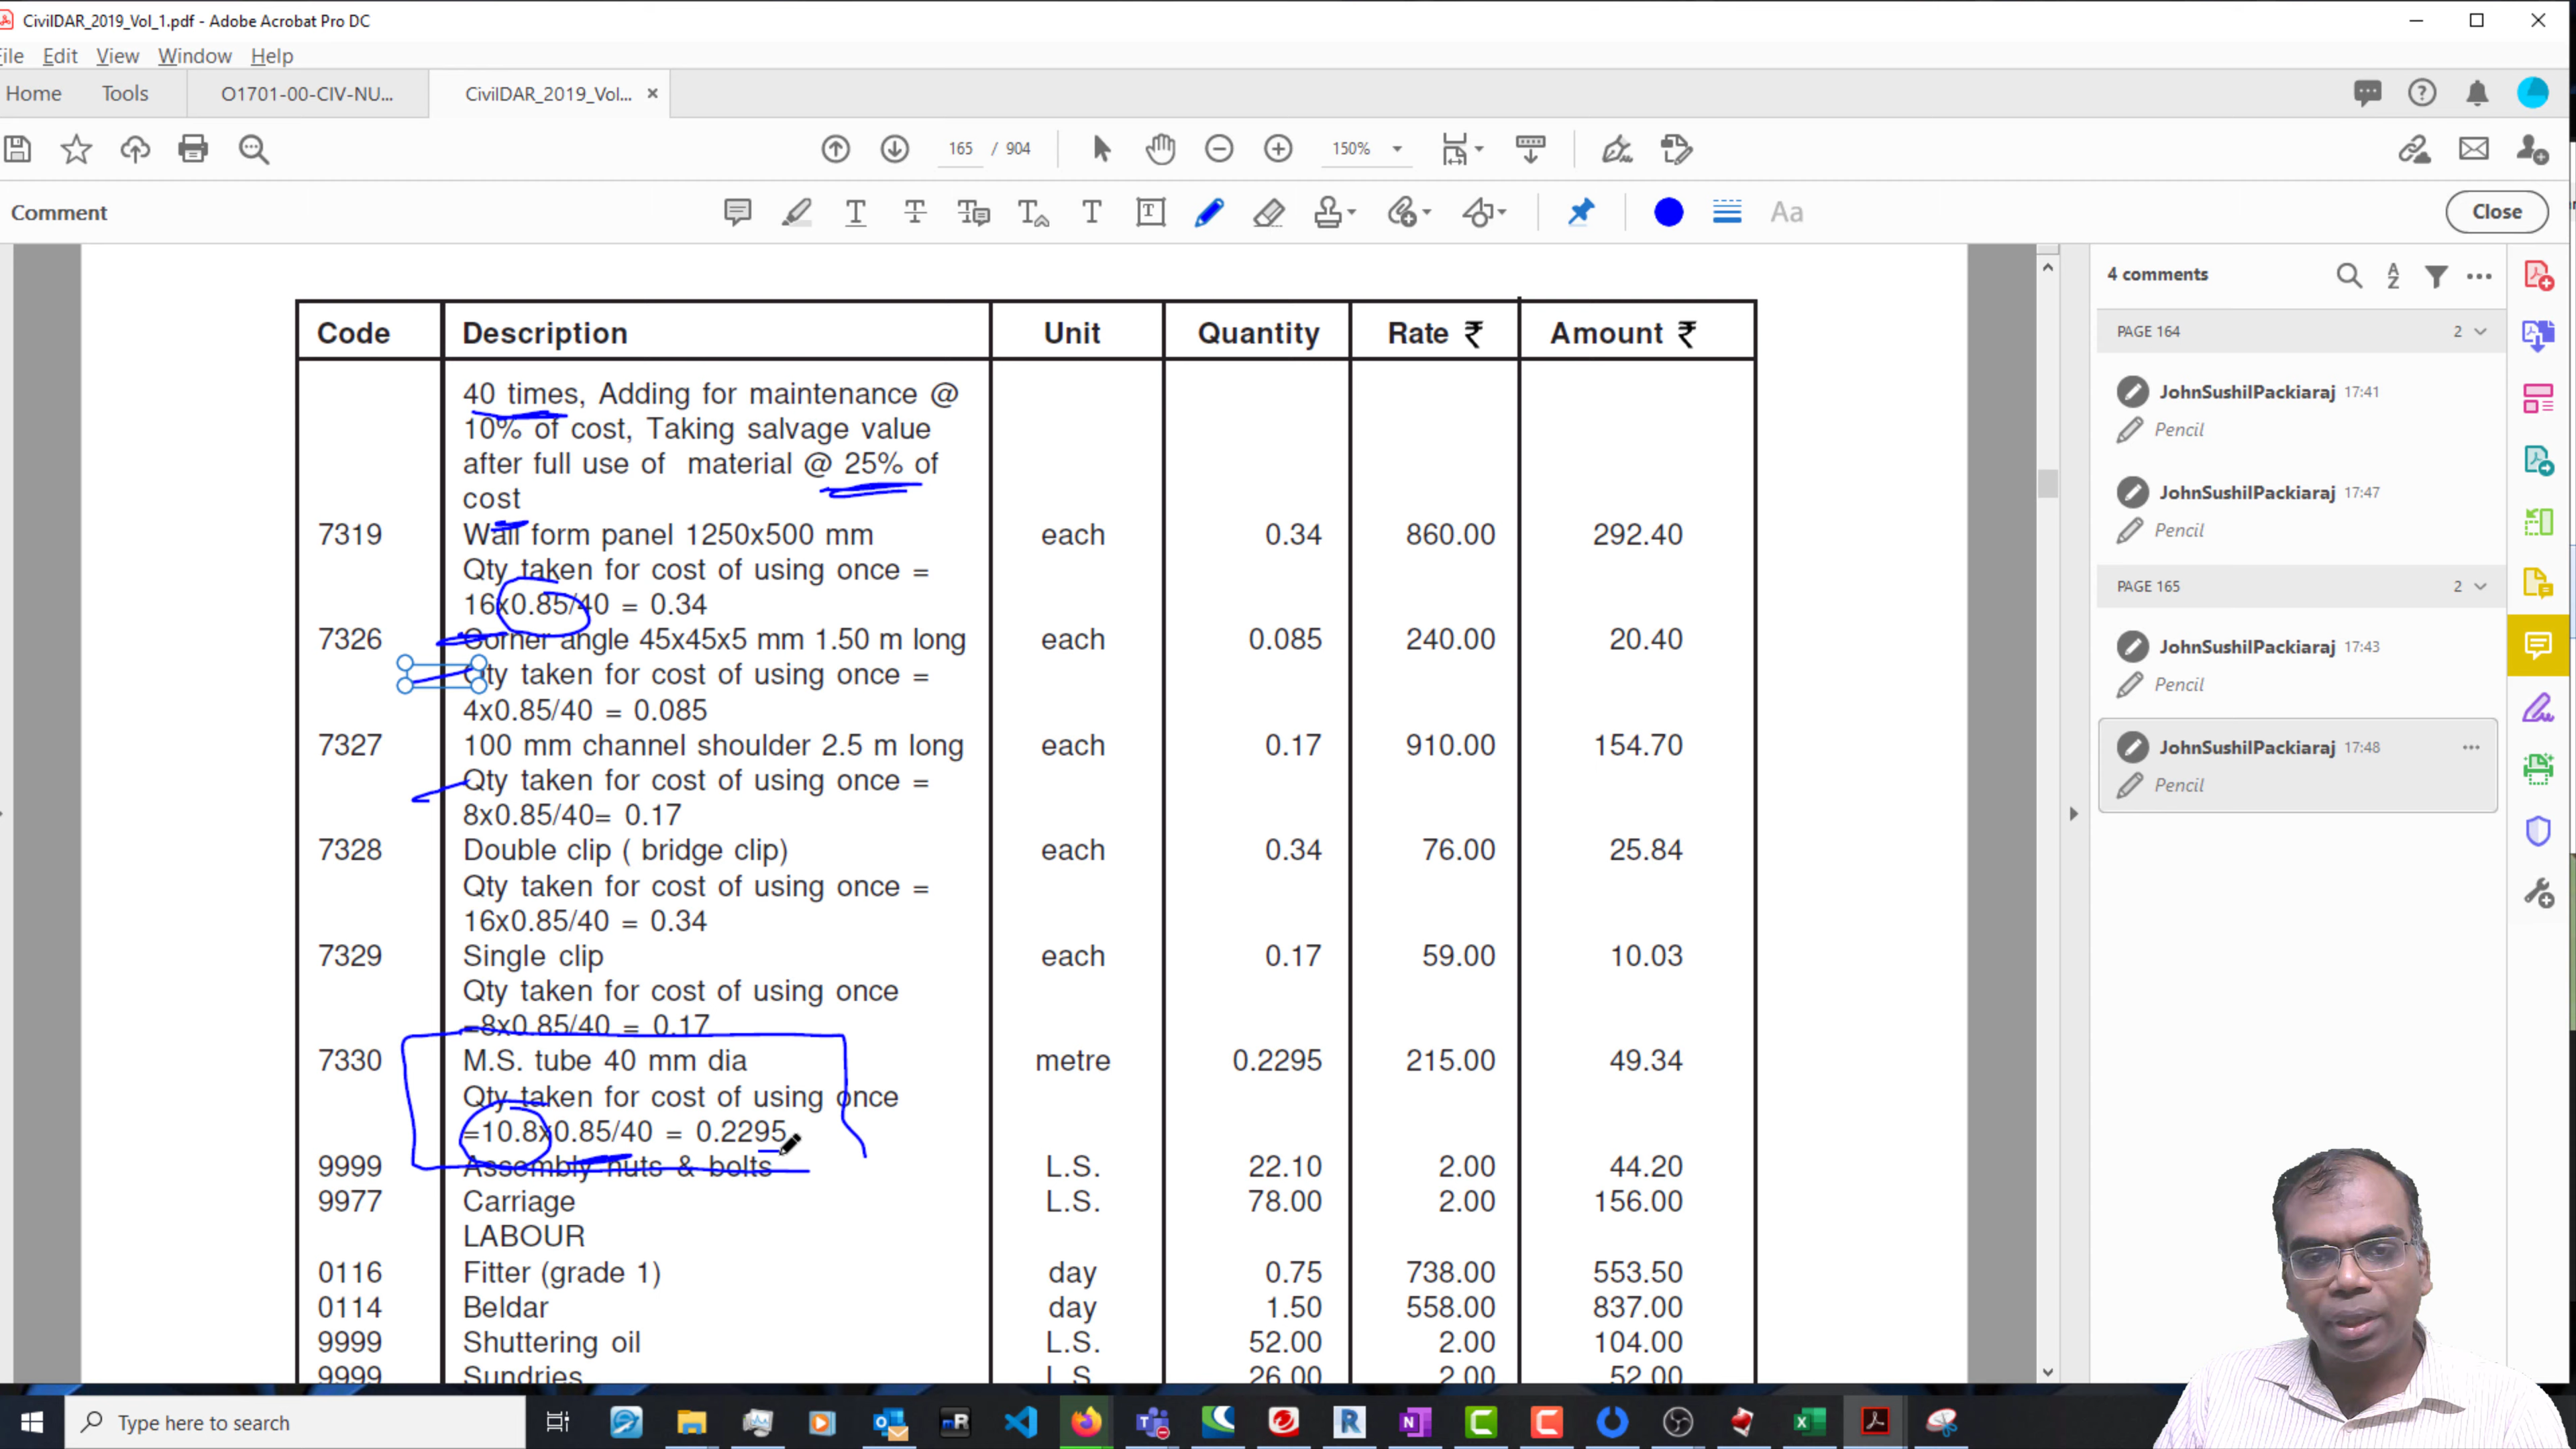 CivilDAR_2019_Vol_1.pdf - Adobe Acrobat Pro DC
File Edit View Window Help
Home Tools O1701-00-CIV-NU... CivilDAR_2019_Vol... ×
165 / 904 150%
Comment Aa Close
Code Description Unit Quantity Rate ₹ Amount ₹
40 times, Adding for maintenance @
10% of cost, Taking salvage value
after full use of material @ 25% of
cost
7319 Wall form panel 1250x500 mm each 0.34 860.00 292.40
Qty taken for cost of using once =
16x0.85/40 = 0.34
7326 Corner angle 45x45x5 mm 1.50 m long each 0.085 240.00 20.40
Qty taken for cost of using once =
4x0.85/40 = 0.085
7327 100 mm channel shoulder 2.5 m long each 0.17 910.00 154.70
Qty taken for cost of using once =
8x0.85/40= 0.17
7328 Double clip ( bridge clip) each 0.34 76.00 25.84
Qty taken for cost of using once =
16x0.85/40 = 0.34
7329 Single clip each 0.17 59.00 10.03
Qty taken for cost of using once
=8x0.85/40 = 0.17
7330 M.S. tube 40 mm dia metre 0.2295 215.00 49.34
Qty taken for cost of using once
=10.8x0.85/40 = 0.2295
9999 Assembly nuts & bolts L.S. 22.10 2.00 44.20
9977 Carriage L.S. 78.00 2.00 156.00
LABOUR
0116 Fitter (grade 1) day 0.75 738.00 553.50
0114 Beldar day 1.50 558.00 837.00
9999 Shuttering oil L.S. 52.00 2.00 104.00
9999 Sundries L.S. 26.00 2.00 52.00
4 comments
PAGE 164 2
JohnSushilPackiaraj 17:41
Pencil
JohnSushilPackiaraj 17:47
Pencil
PAGE 165 2
JohnSushilPackiaraj 17:43
Pencil
JohnSushilPackiaraj 17:48
Pencil
Type here to search